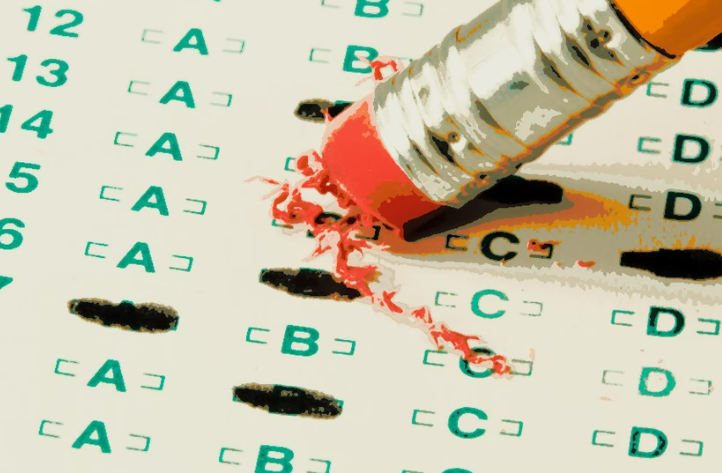 B
12 A B D
13 A D
14 A D
5 A C
6 A C D
B C D
A C D
A B